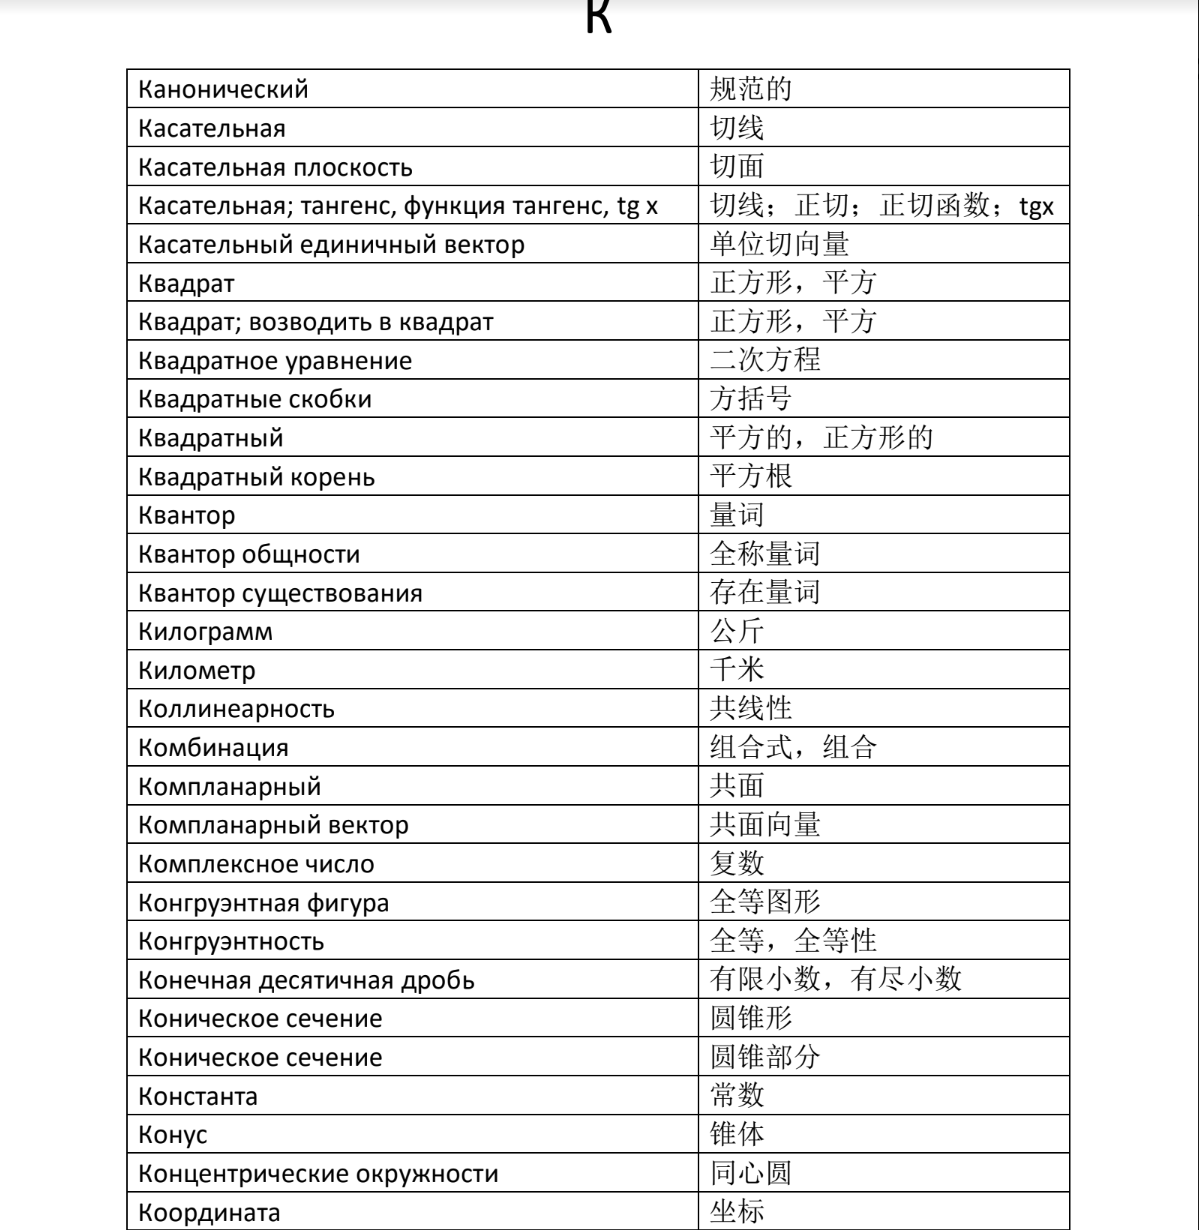 К
Канонический 规范的
Касательная 切线
Касательная плоскость 切面
Касательная; тангенс, функция тангенс, tg x 切线；正切；正切函数；tgx
Касательный единичный вектор 单位切向量
Квадрат 正方形，平方
Квадрат; возводить в квадрат 正方形，平方
Квадратное уравнение 二次方程
Квадратные скобки 方括号
Квадратный 平方的，正方形的
Квадратный корень 平方根
Квантор 量词
Квантор общности 全称量词
Квантор существования 存在量词
Килограмм 公斤
Километр 千米
Коллинеарность 共线性
Комбинация 组合式，组合
Компланарный 共面
Компланарный вектор 共面向量
Комплексное число 复数
Конгруэнтная фигура 全等图形
Конгруэнтность 全等，全等性
Конечная десятичная дробь 有限小数，有尽小数
Коническое сечение 圆锥形
Коническое сечение 圆锥部分
Константа 常数
Конус 锥体
Концентрические окружности 同心圆
Координата 坐标